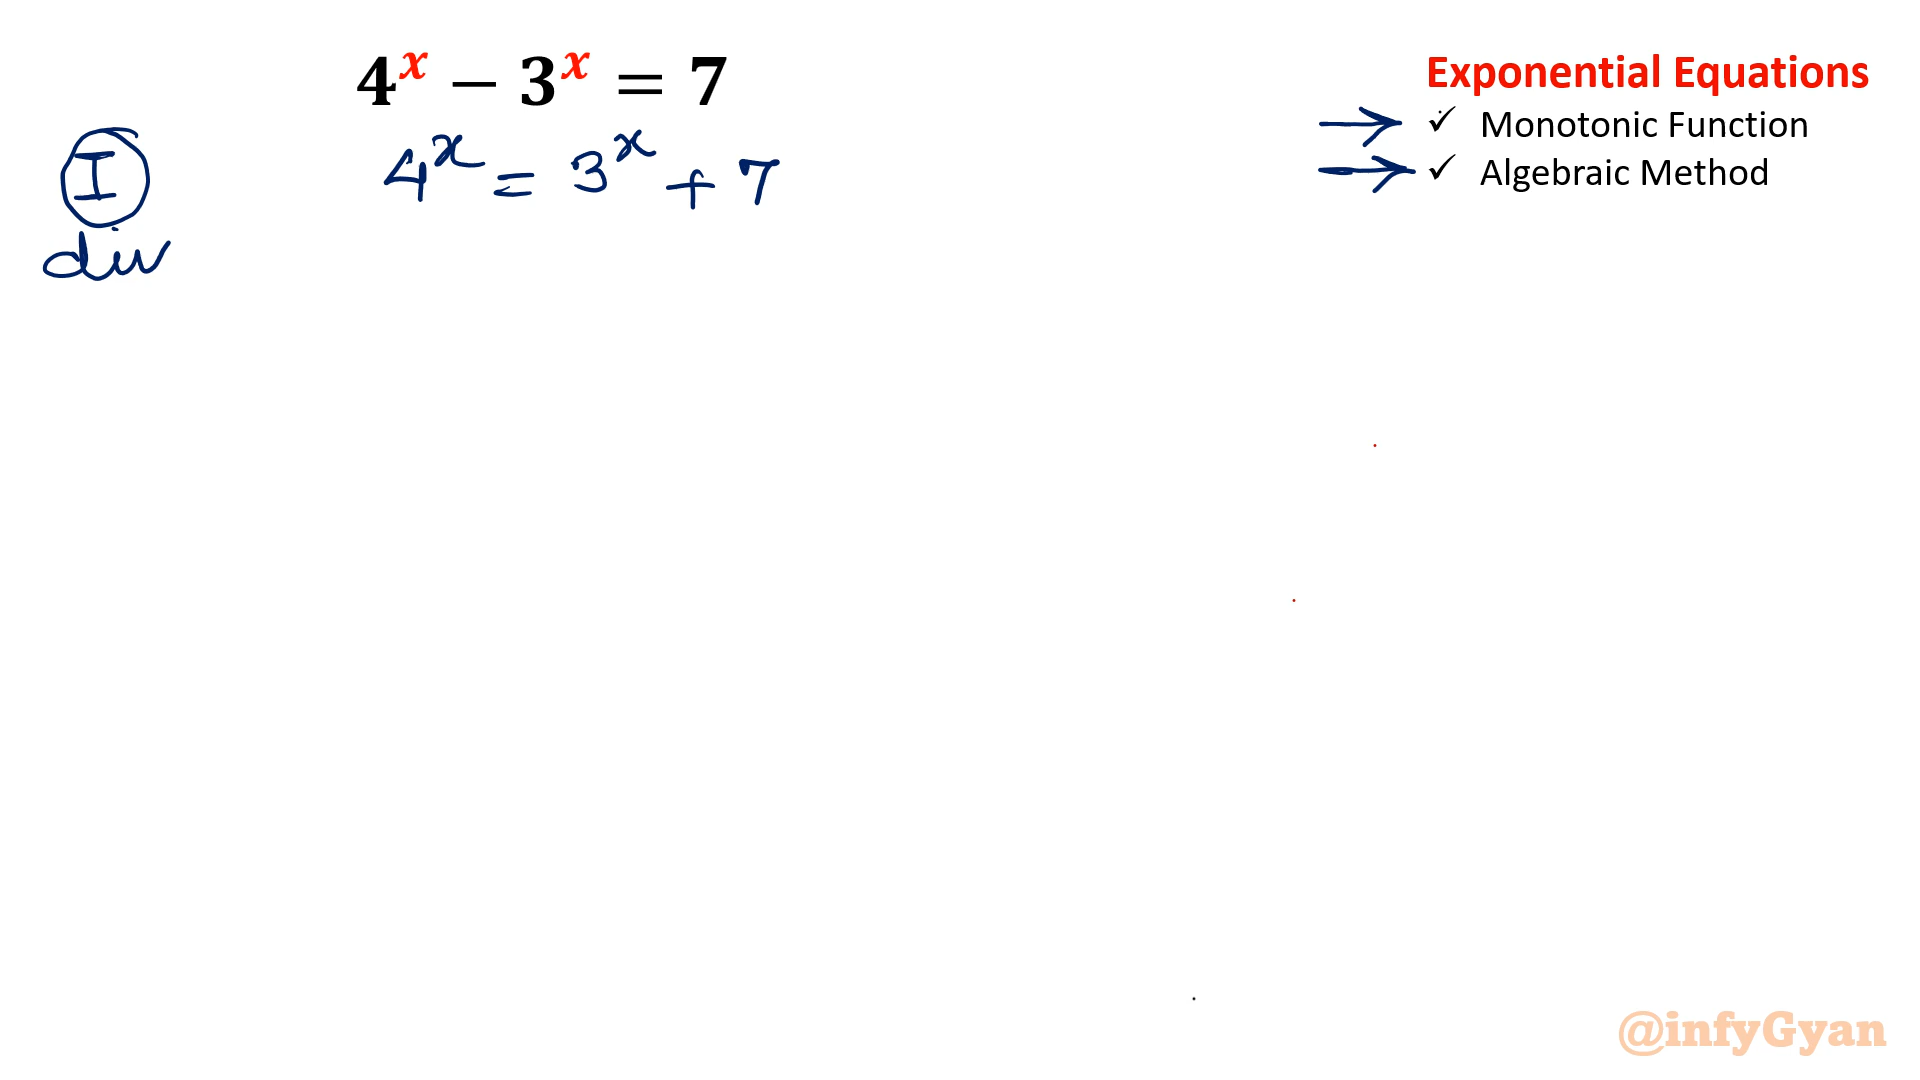 4^x − 3^x = 7
Exponential Equations
✓ Monotonic Function
✓ Algebraic Method
I
4^x = 3^x + 7
div
@infyGyan